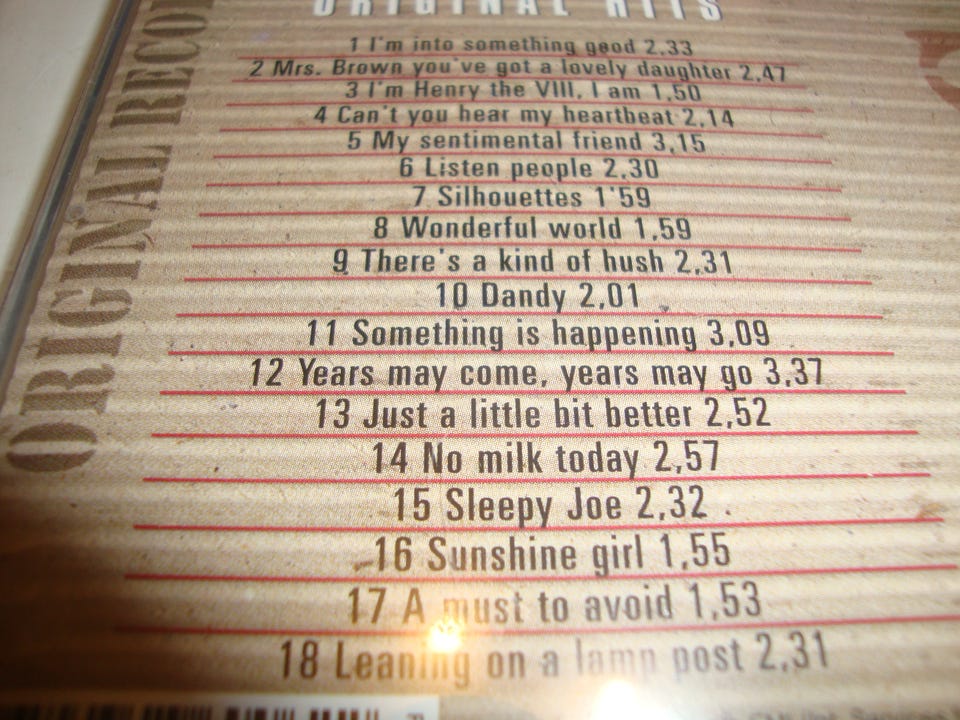 ORIGINAL HITS
1 I'm into something good 2.33
2 Mrs. Brown you've got a lovely daughter 2,47
3 I'm Henry the VIII, I am 1,50
4 Can't you hear my heartbeat 2,14
5 My sentimental friend 3,15
6 Listen people 2.30
7 Silhouettes 1'59
8 Wonderful world 1,59
9 There's a kind of hush 2,31
10 Dandy 2,01
11 Something is happening 3,09
12 Years may come, years may go 3,37
13 Just a little bit better 2,52
14 No milk today 2,57
15 Sleepy Joe 2,32
16 Sunshine girl 1,55
17 A must to avoid 1,53
18 Leaning on a lamp post 2,31
ORIGINAL